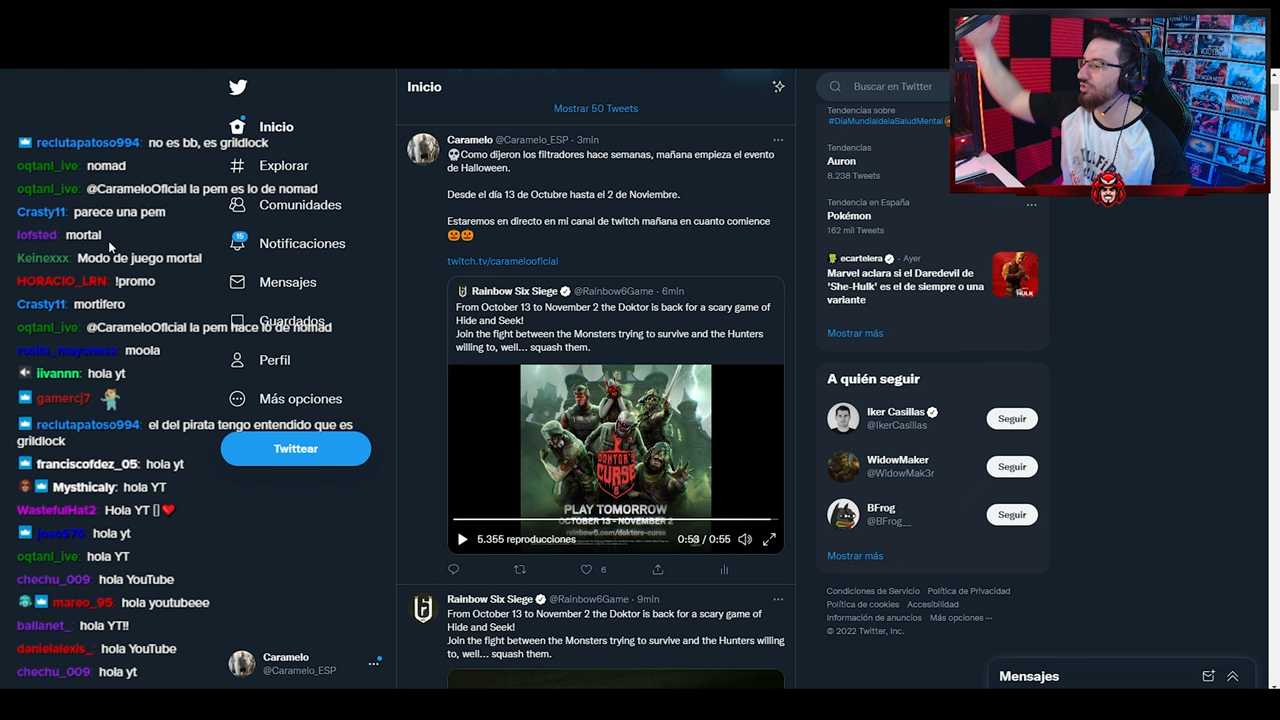 reclutapatoso994: no es bb, es grildlock
oqtanl_ive: nomad
oqtanl_ive: @CarameloOficial la pem es lo de nomad
Crasty11: parece una pem
lofsted: mortal
Keinexxx: Modo de juego mortal
HORACIO_LRN: !promo
Crasty11: mortifero
oqtanl_ive: @CarameloOficial la pem hace lo de nomad
rosita_mayonesa: moola
iivannn: hola yt
gamercj7:
reclutapatoso994: el del pirata tengo entendido que es
grildlock
franciscofdez_05: hola yt
Mysthicaly: hola YT
WastefulHat2: Hola YT []
joao576: hola yt
oqtanl_ive: hola YT
chechu_009: hola YouTube
mareo_95: hola youtubeee
ballanet_: hola YT!!
danielalexis_: hola YouTube
chechu_009: hola yt
Inicio
Explorar
Comunidades
15
Notificaciones
Mensajes
Guardados
Perfil
Más opciones
Twittear
Caramelo
@Caramelo_ESP
Inicio
Mostrar 50 Tweets
Caramelo @Caramelo_ESP · 3min
Como dijeron los filtradores hace semanas, mañana empieza el evento
de Halloween.
Desde el día 13 de Octubre hasta el 2 de Noviembre.
Estaremos en directo en mi canal de twitch mañana en cuanto comience
twitch.tv/caramelooficial
Rainbow Six Siege @Rainbow6Game · 6min
From October 13 to November 2 the Doktor is back for a scary game of
Hide and Seek!
Join the fight between the Monsters trying to survive and the Hunters
willing to, well... squash them.
DOKTOR'S
CURSE
6
PLAY TOMORROW
OCTOBER 13 - NOVEMBER 2
rainbow6.com/doktors-curse
5.355 reproducciones
0:53 / 0:55
6
Rainbow Six Siege @Rainbow6Game · 9min
From October 13 to November 2 the Doktor is back for a scary game of
Hide and Seek!
Join the fight between the Monsters trying to survive and the Hunters willing
to, well... squash them.
Buscar en Twitter
Tendencias sobre
#DíaMundialdelaSaludMental
Tendencias
Auron
8.238 Tweets
Tendencia en España
Pokémon
162 mil Tweets
ecartelera · Ayer
Marvel aclara si el Daredevil de
'She-Hulk' es el de siempre o una
variante
Mostrar más
A quién seguir
Iker Casillas
@IkerCasillas
Seguir
WidowMaker
@WidowMak3r
Seguir
BFrog
@BFrog__
Seguir
Mostrar más
Condiciones de Servicio Política de Privacidad
Política de cookies Accesibilidad
Información de anuncios Más opciones ···
© 2022 Twitter, Inc.
Mensajes